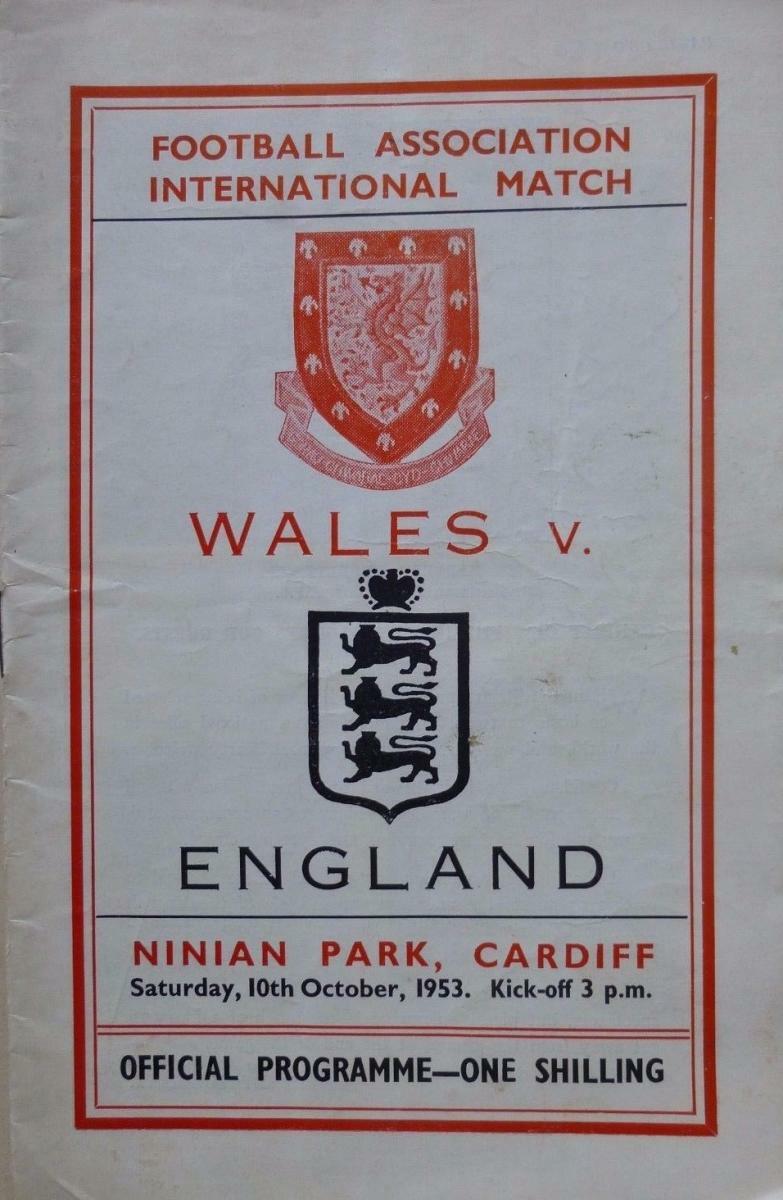 FOOTBALL ASSOCIATION
INTERNATIONAL MATCH
WALES v.
ENGLAND
NINIAN PARK, CARDIFF
Saturday, 10th October, 1953. Kick-off 3 p.m.
OFFICIAL PROGRAMME—ONE SHILLING